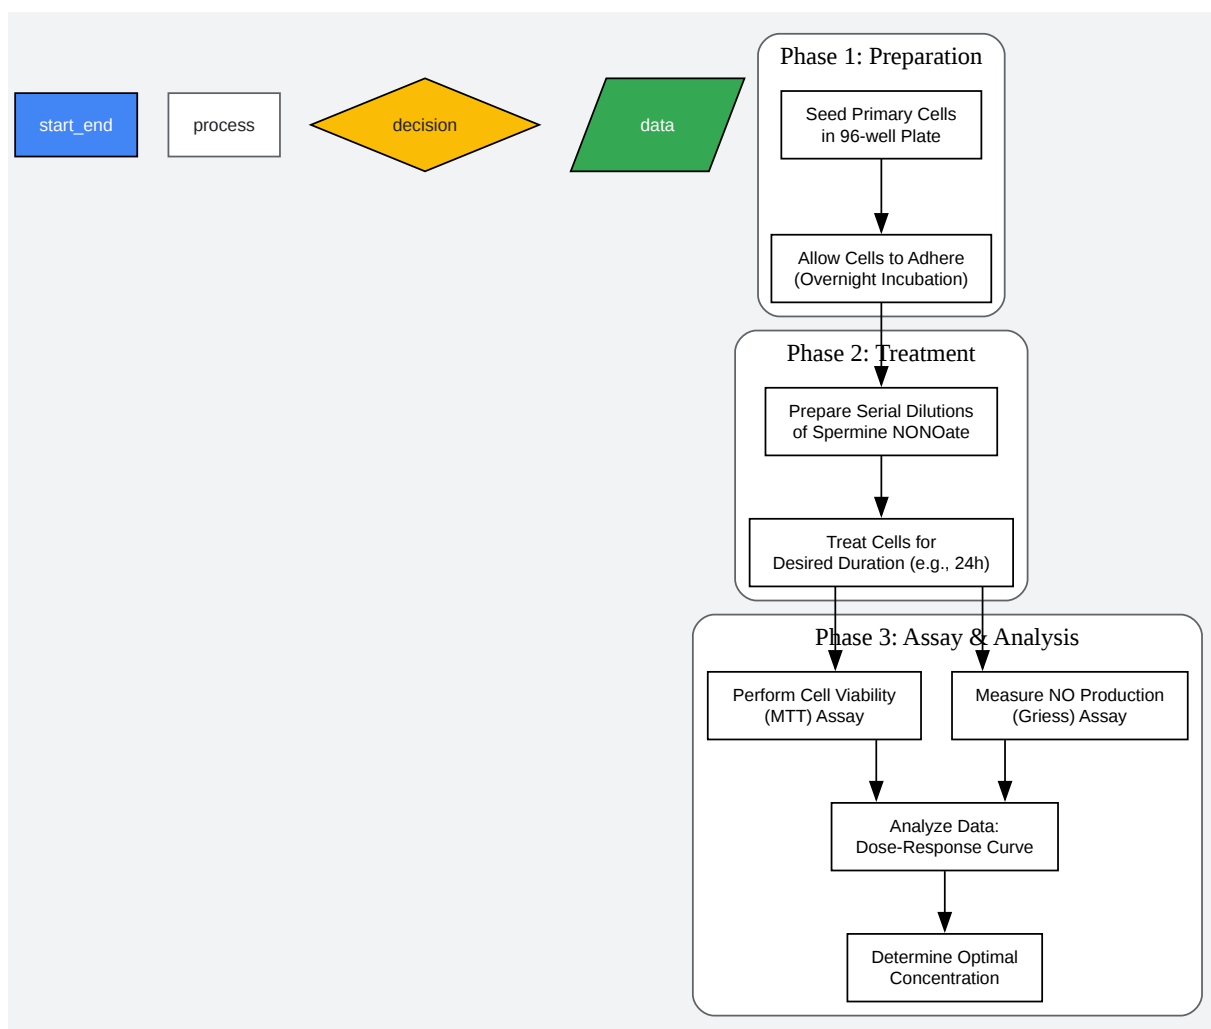 start_end
process
decision
data
Phase 1: Preparation
Seed Primary Cells
in 96-well Plate
Allow Cells to Adhere
(Overnight Incubation)
Phase 2: Treatment
Prepare Serial Dilutions
of Spermine NONOate
Treat Cells for
Desired Duration (e.g., 24h)
Phase 3: Assay & Analysis
Perform Cell Viability
(MTT) Assay
Measure NO Production
(Griess) Assay
Analyze Data:
Dose-Response Curve
Determine Optimal
Concentration